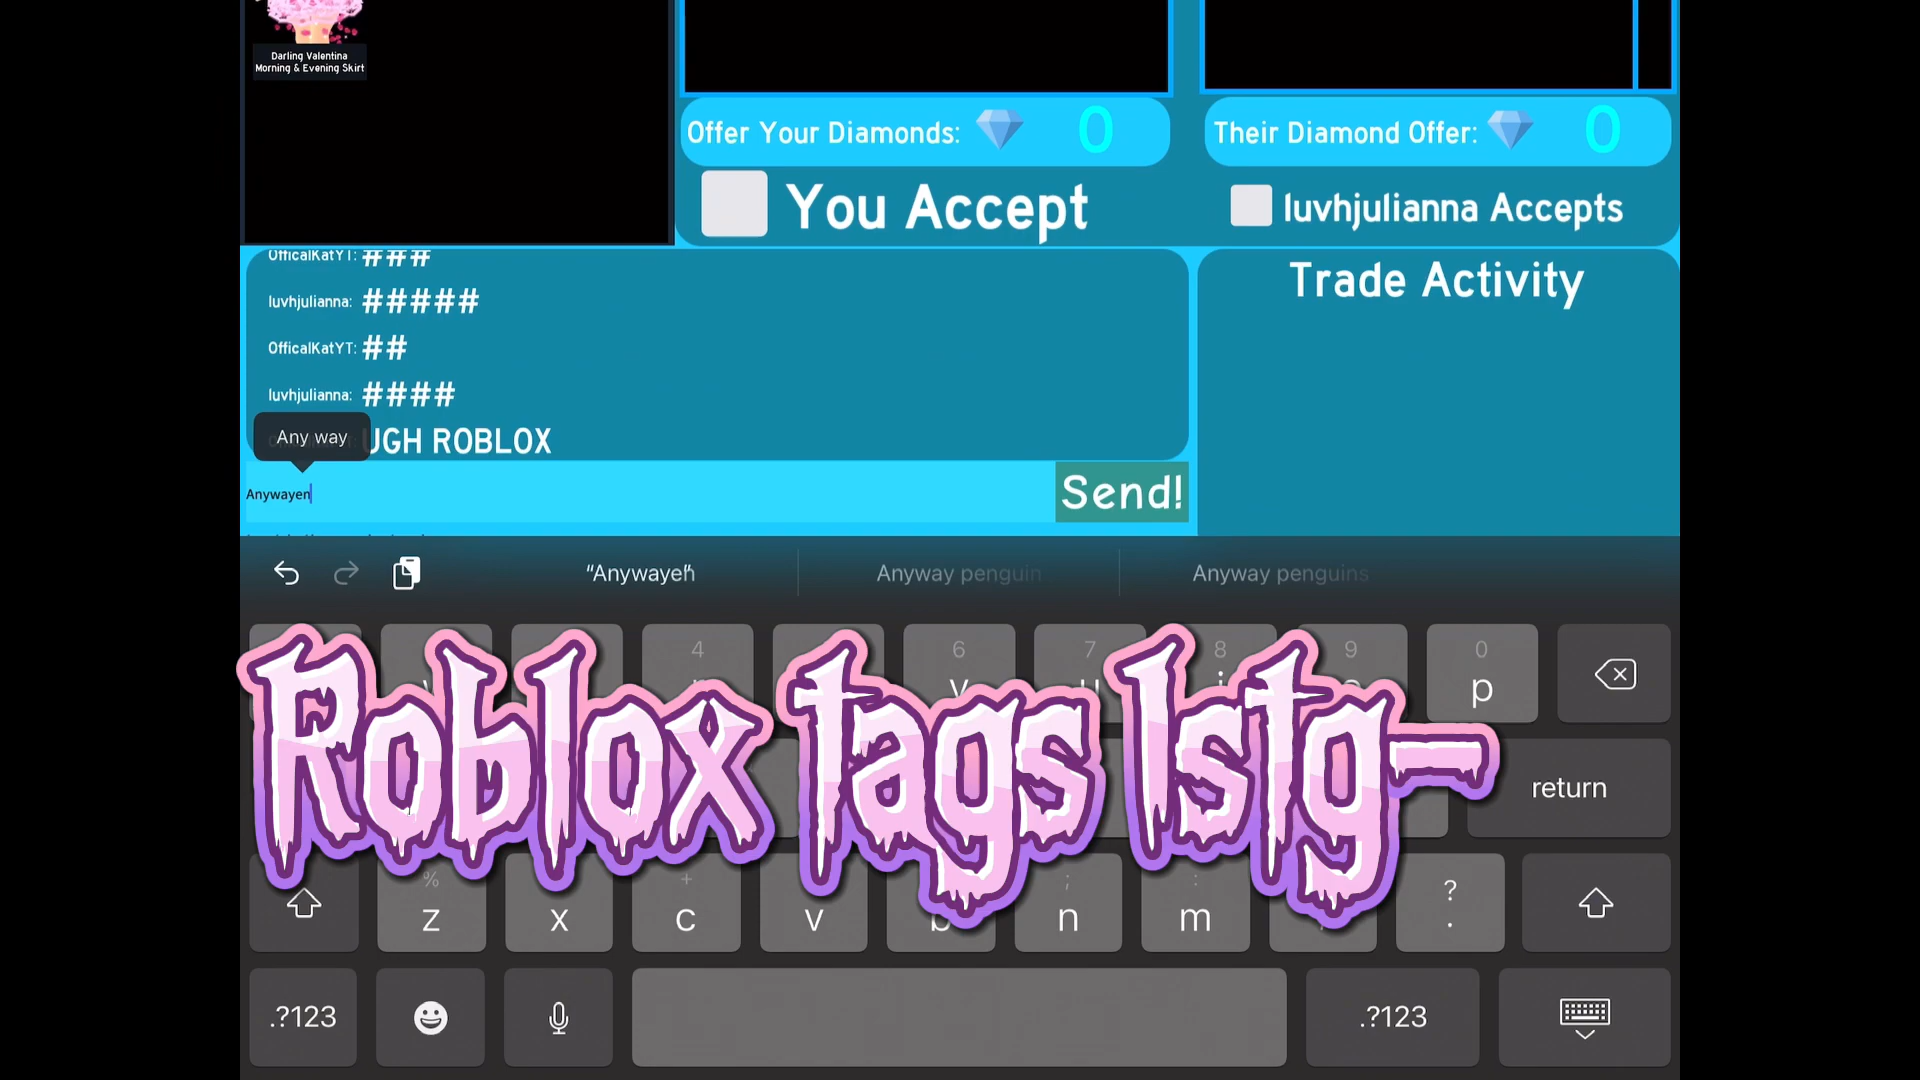 Darling Valentina
Morning & Evening Skirt
Offer Your Diamonds: 0
Their Diamond Offer: 0
You Accept
luvhjulianna Accepts
OfficalKatYT: ###
luvhjulianna: #####
OfficalKatYT: ##
luvhjulianna: ####
UGH ROBLOX
Any way
Anywayen
Send!
Trade Activity
“Anywayen”
Anyway penguin
Anyway penguins
4 6 7 8 9 0
p
Roblox tags Istg-
return
% + ; : ?
z x c v b n m .
.?123
.?123